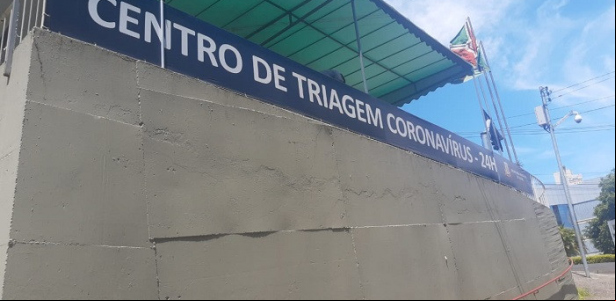 CENTRO DE TRIAGEM CORONAVÍRUS - 24H